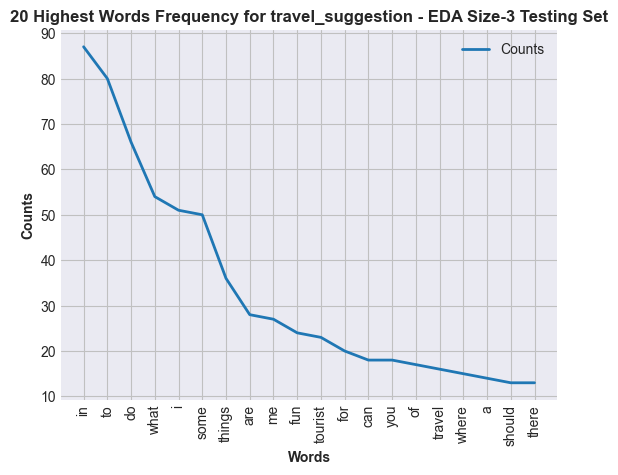 20 Highest Words Frequency for travel_suggestion - EDA Size-3 Testing Set
Counts
90
80
70
60
50
40
30
20
10
Counts
in
to
do
what
i
some
things
are
me
fun
tourist
for
can
you
of
travel
where
a
should
there
Words